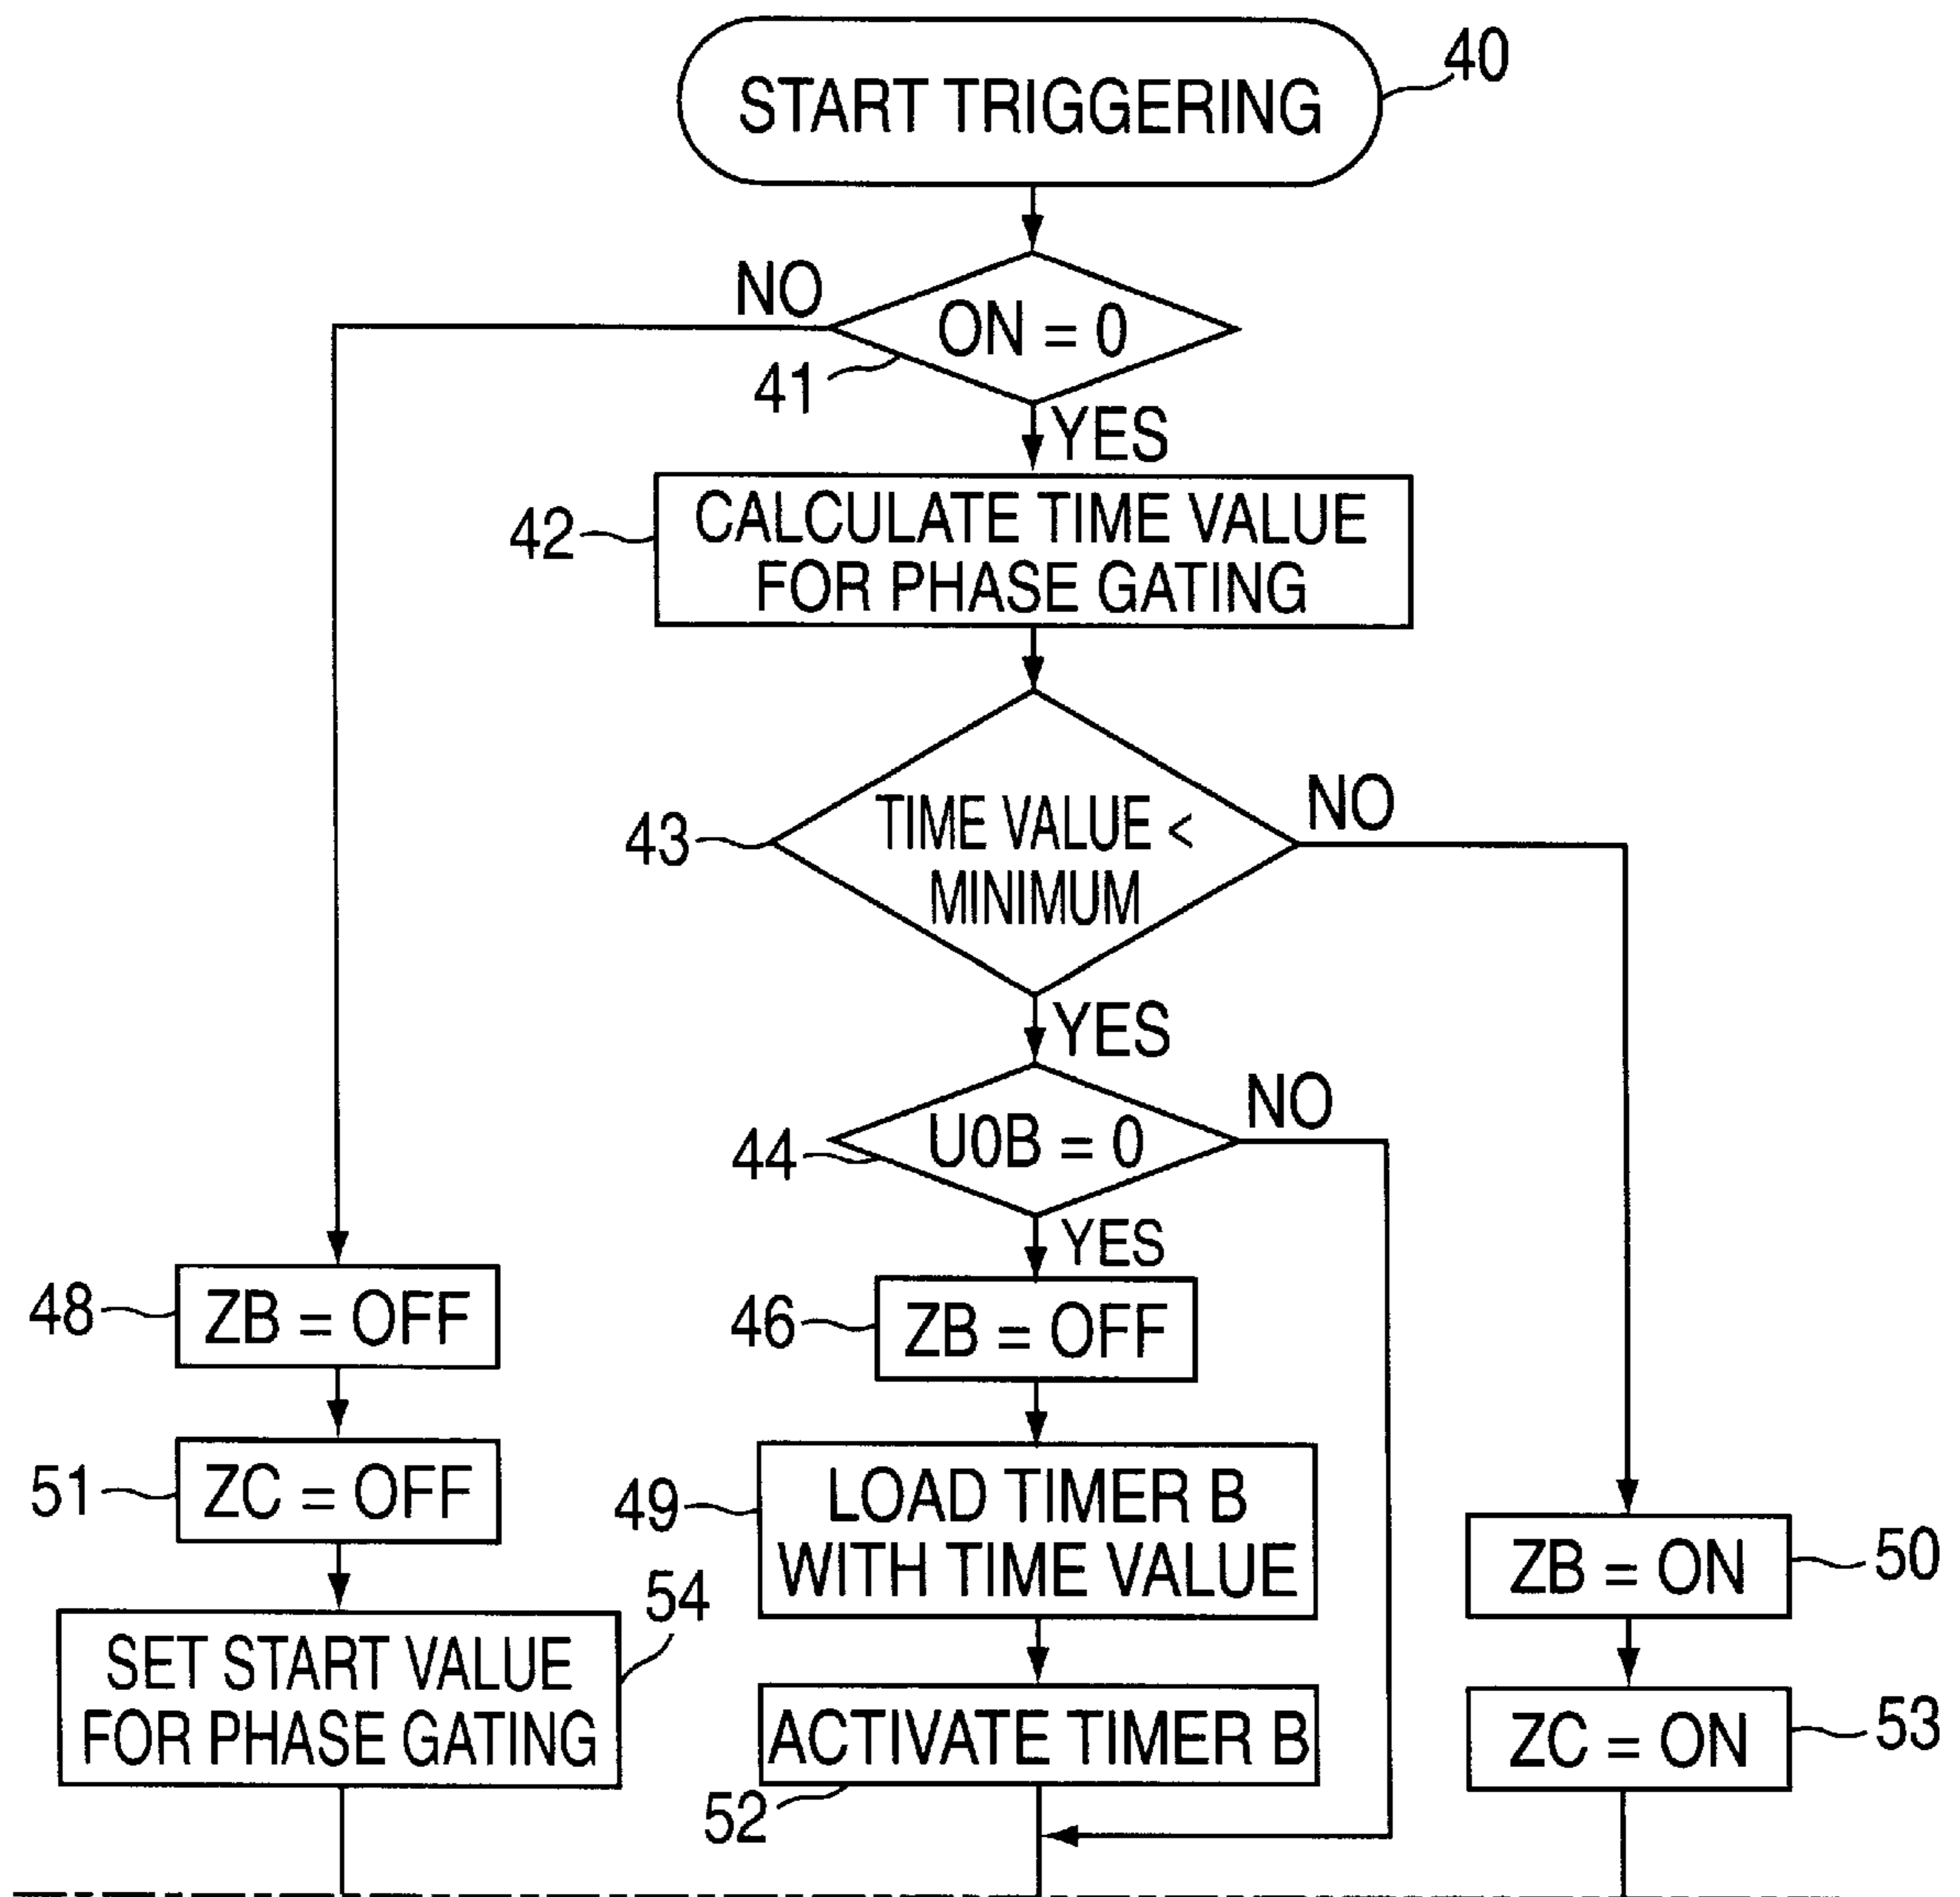 START TRIGGERING
40
NO
ON = 0
41
YES
42
CALCULATE TIME VALUE
FOR PHASE GATING
43
TIME VALUE <
MINIMUM
NO
YES
44
U0B = 0
NO
YES
48
ZB = OFF
46
ZB = OFF
51
ZC = OFF
49
LOAD TIMER B
WITH TIME VALUE
ZB = ON
50
54
SET START VALUE
FOR PHASE GATING
ACTIVATE TIMER B
52
ZC = ON
53